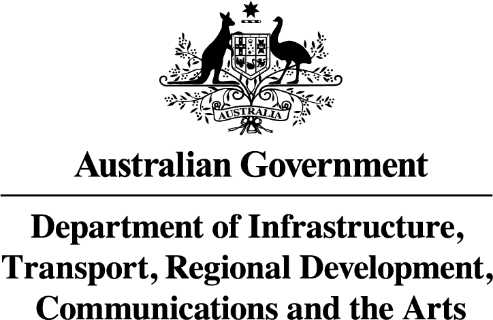 AUSTRALIA
Australian Government
Department of Infrastructure,
Transport, Regional Development,
Communications and the Arts